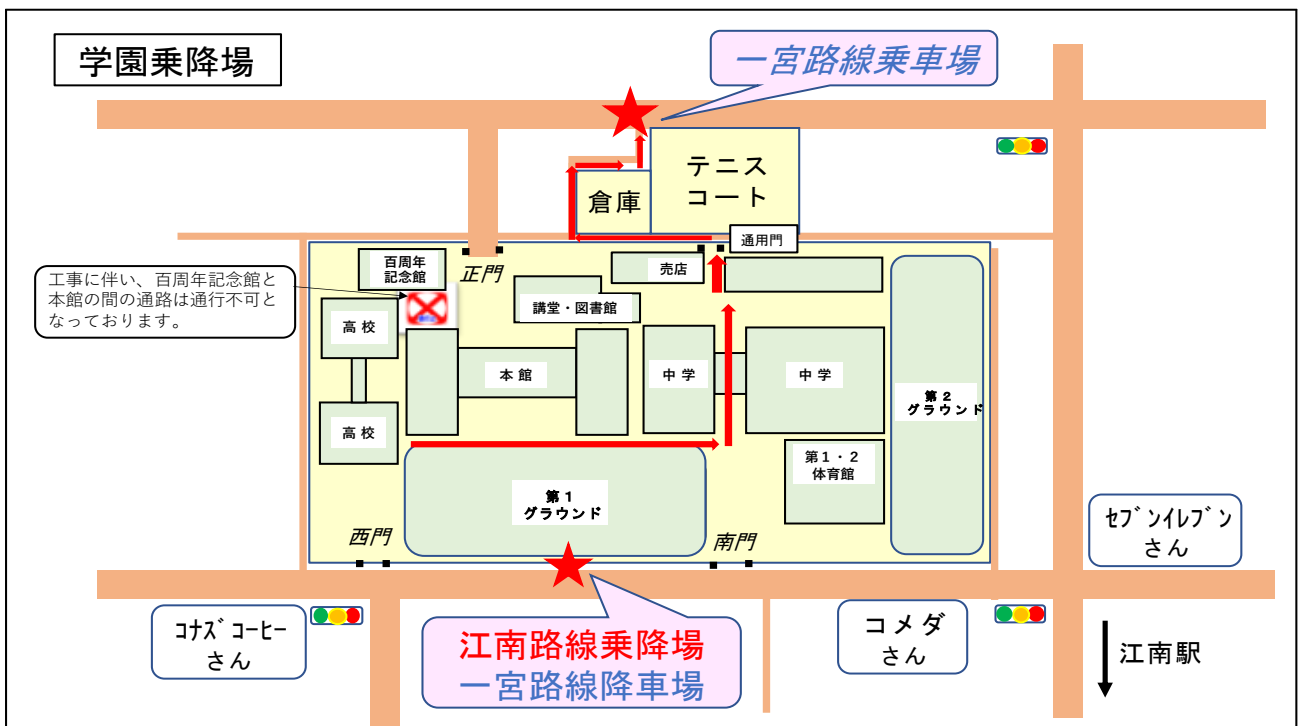 学園乗降場
一宮路線乗車場
テニス
コート
倉庫
通用門
百周年
記念館
正門
売店
工事に伴い、百周年記念館と
本館の間の通路は通行不可と
なっております。
講堂・図書館
高校
本館
中学
中学
第２
グラウンド
高校
第１・２
体育館
第１
グラウンド
西門
南門
ｾﾌﾞﾝｲﾚﾌﾞﾝ
さん
ｺﾅｽﾞｺｰﾋｰ
さん
江南路線乗降場
一宮路線降車場
コメダ
さん
江南駅